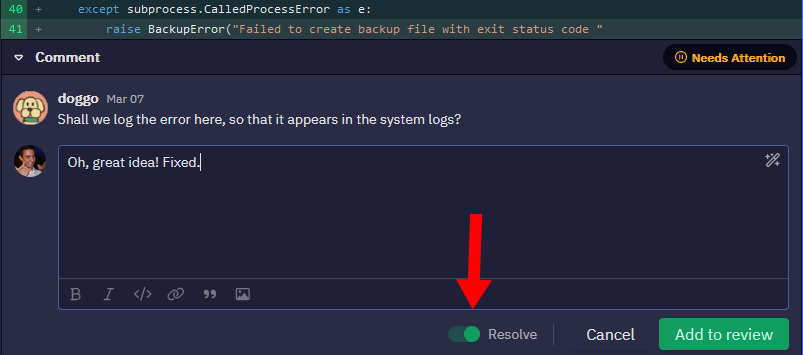 40 + except subprocess.CalledProcessError as e:
41 + raise BackupError("Failed to create backup file with exit status code "
Comment
Needs Attention
doggo Mar 07
Shall we log the error here, so that it appears in the system logs?
Oh, great idea! Fixed.
B I </> 
Resolve Cancel Add to review